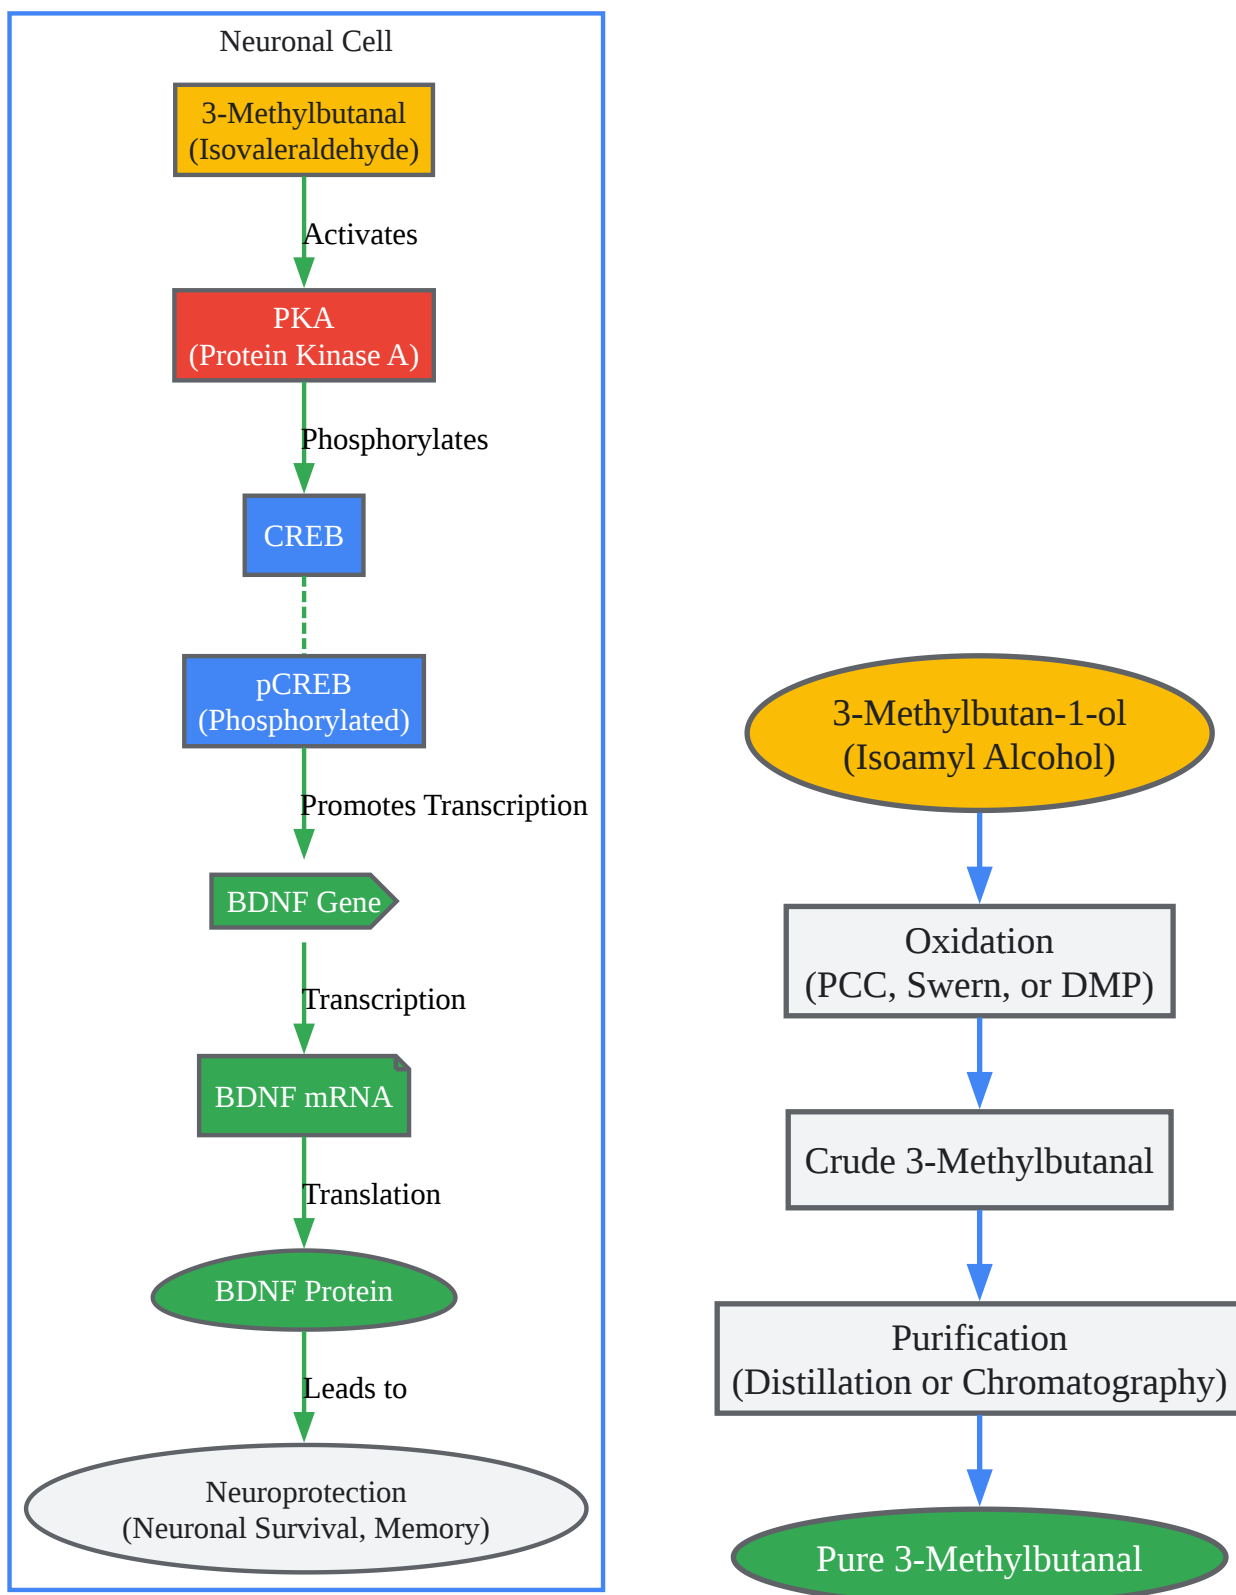 Neuronal Cell
3-Methylbutanal
(Isovaleraldehyde)
Activates
PKA
(Protein Kinase A)
Phosphorylates
CREB
pCREB
(Phosphorylated)
Promotes Transcription
BDNF Gene
Transcription
BDNF mRNA
Translation
BDNF Protein
Leads to
Neuroprotection
(Neuronal Survival, Memory)
3-Methylbutan-1-ol
(Isoamyl Alcohol)
Oxidation
(PCC, Swern, or DMP)
Crude 3-Methylbutanal
Purification
(Distillation or Chromatography)
Pure 3-Methylbutanal